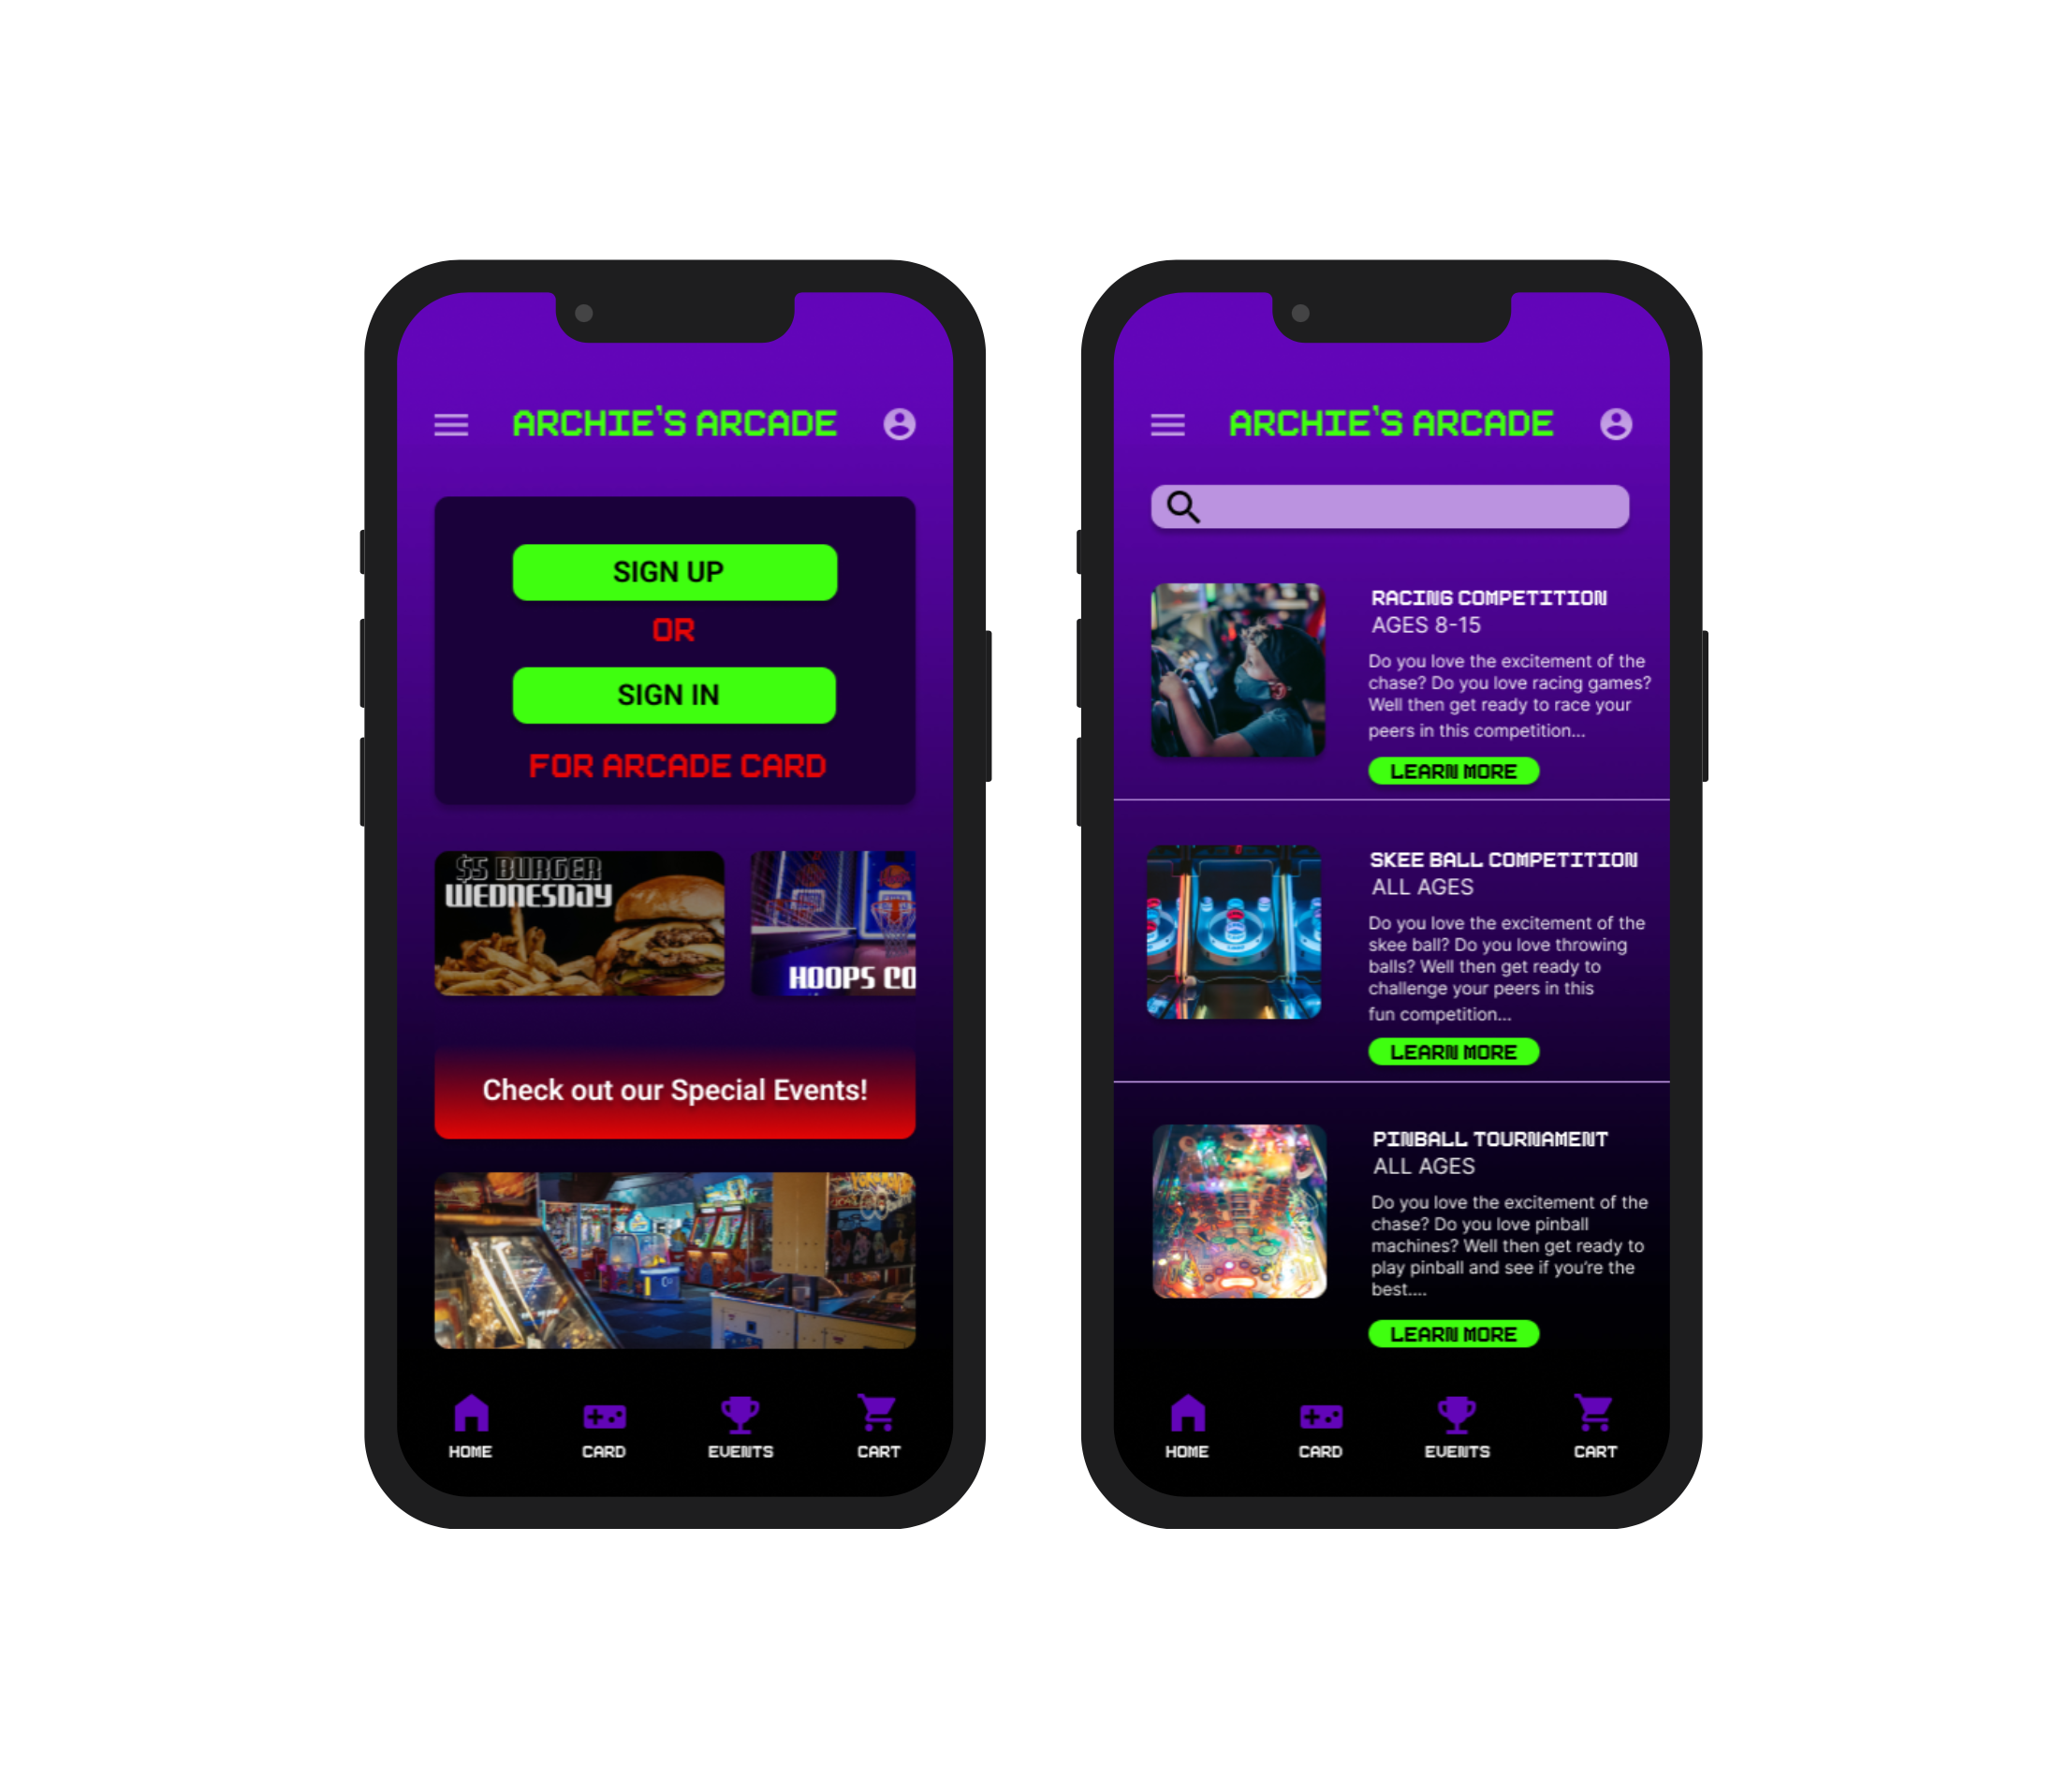 ARCHIE'S ARCADE
SIGN UP
OR
SIGN IN
FOR ARCADE CARD
$5 BURGER
WEDNESDAY
HOOPS CO
Check out our Special Events!
HOME CARD EVENTS CART
ARCHIE'S ARCADE
RACING COMPETITION
AGES 8-15
Do you love the excitement of the
chase? Do you love racing games?
Well then get ready to race your
peers in this competition...
LEARN MORE
SKEE BALL COMPETITION
ALL AGES
Do you love the excitement of the
skee ball? Do you love throwing
balls? Well then get ready to
challenge your peers in this
fun competition...
LEARN MORE
PINBALL TOURNAMENT
ALL AGES
Do you love the excitement of the
chase? Do you love pinball
machines? Well then get ready to
play pinball and see if you're the
best....
LEARN MORE
HOME CARD EVENTS CART